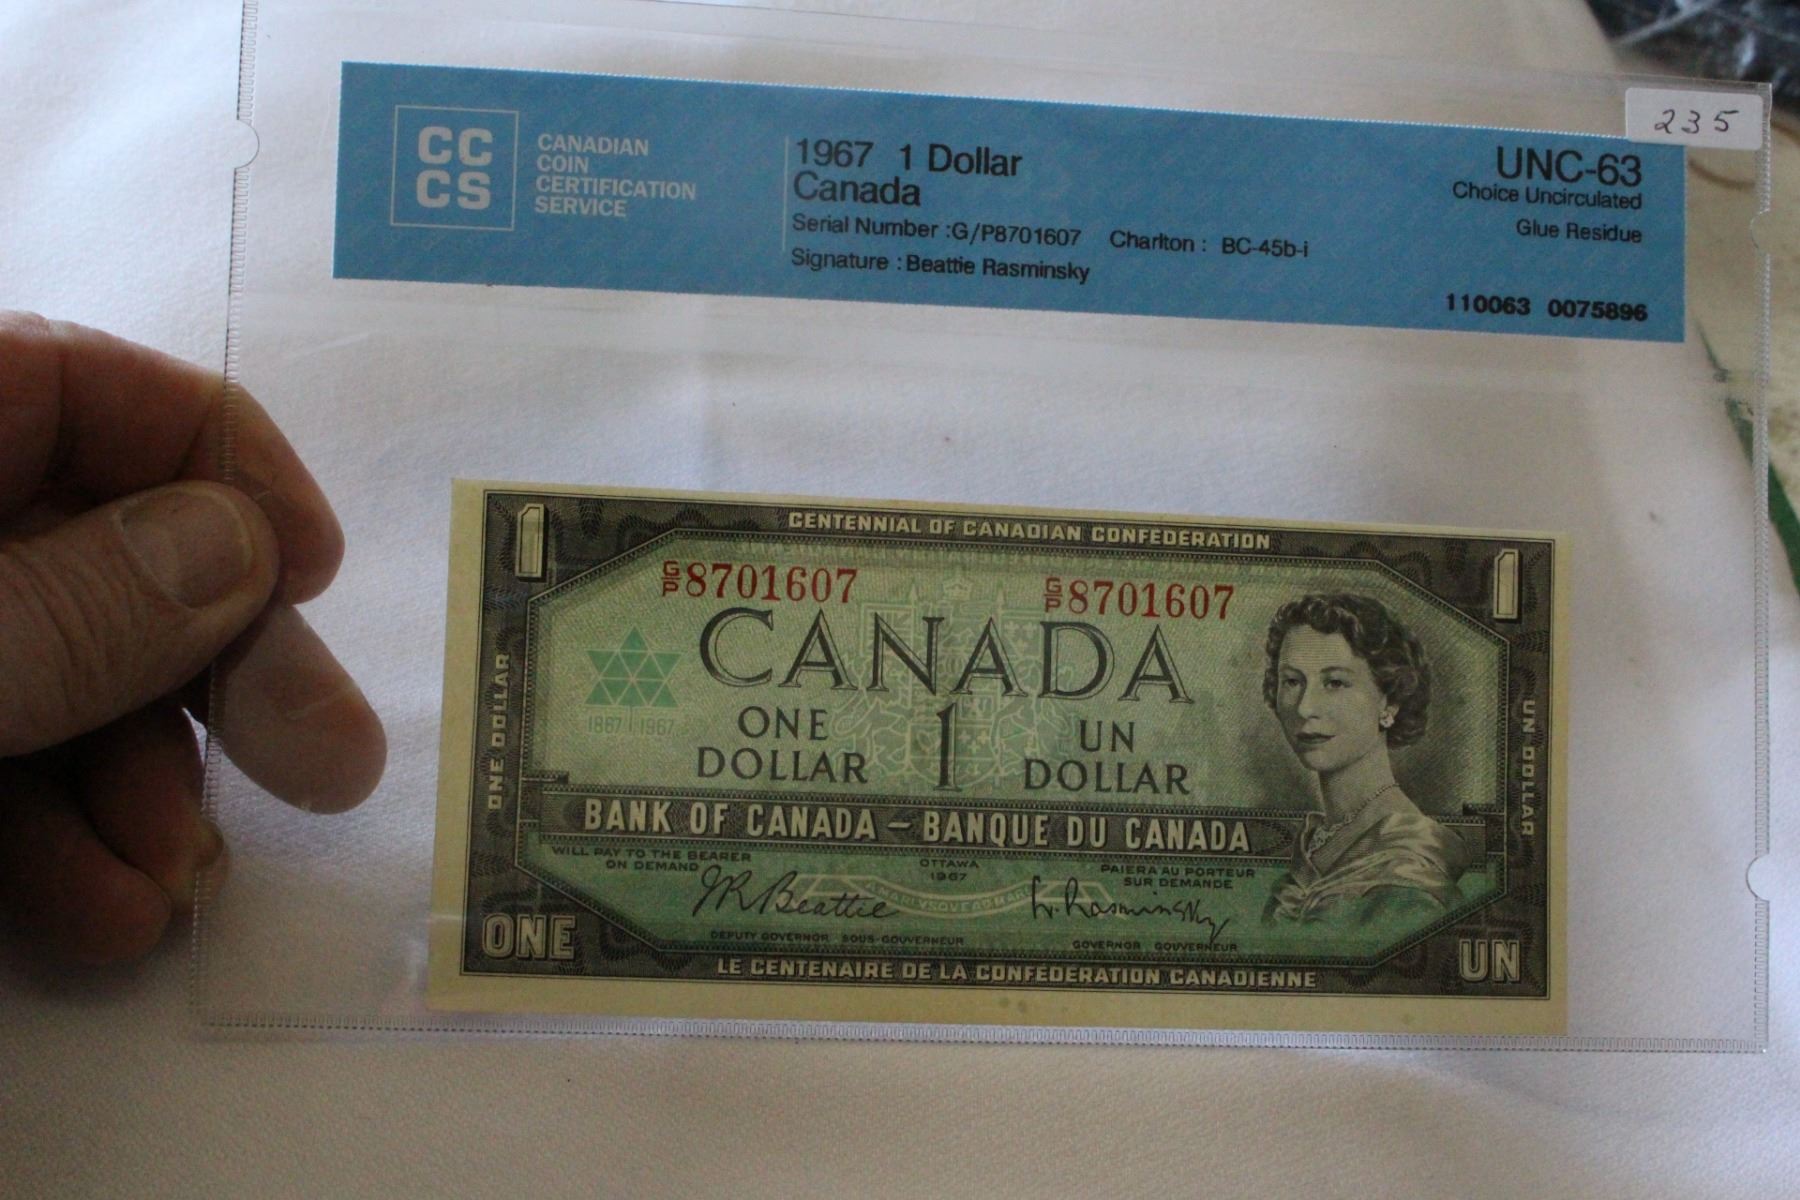 235
CC
CS
CANADIAN
COIN
CERTIFICATION
SERVICE
1967 1 Dollar
Canada
Serial Number :G/P8701607 Charlton : BC-45b-i
Signature : Beattie Rasminsky
UNC-63
Choice Uncirculated
Glue Residue
110063 0075896
1
CENTENNIAL OF CANADIAN CONFEDERATION
1
G/P8701607
G/P8701607
CANADA
1867 1967
ONE
DOLLAR
1
UN
DOLLAR
ONE DOLLAR
UN DOLLAR
BANK OF CANADA – BANQUE DU CANADA
WILL PAY TO THE BEARER
ON DEMAND
OTTAWA
1967
PAIERA AU PORTEUR
SUR DEMANDE
JR Beattie
L. Rasminsky
DEPUTY GOVERNOR SOUS-GOUVERNEUR
GOVERNOR GOUVERNEUR
ONE
UN
LE CENTENAIRE DE LA CONFÉDÉRATION CANADIENNE